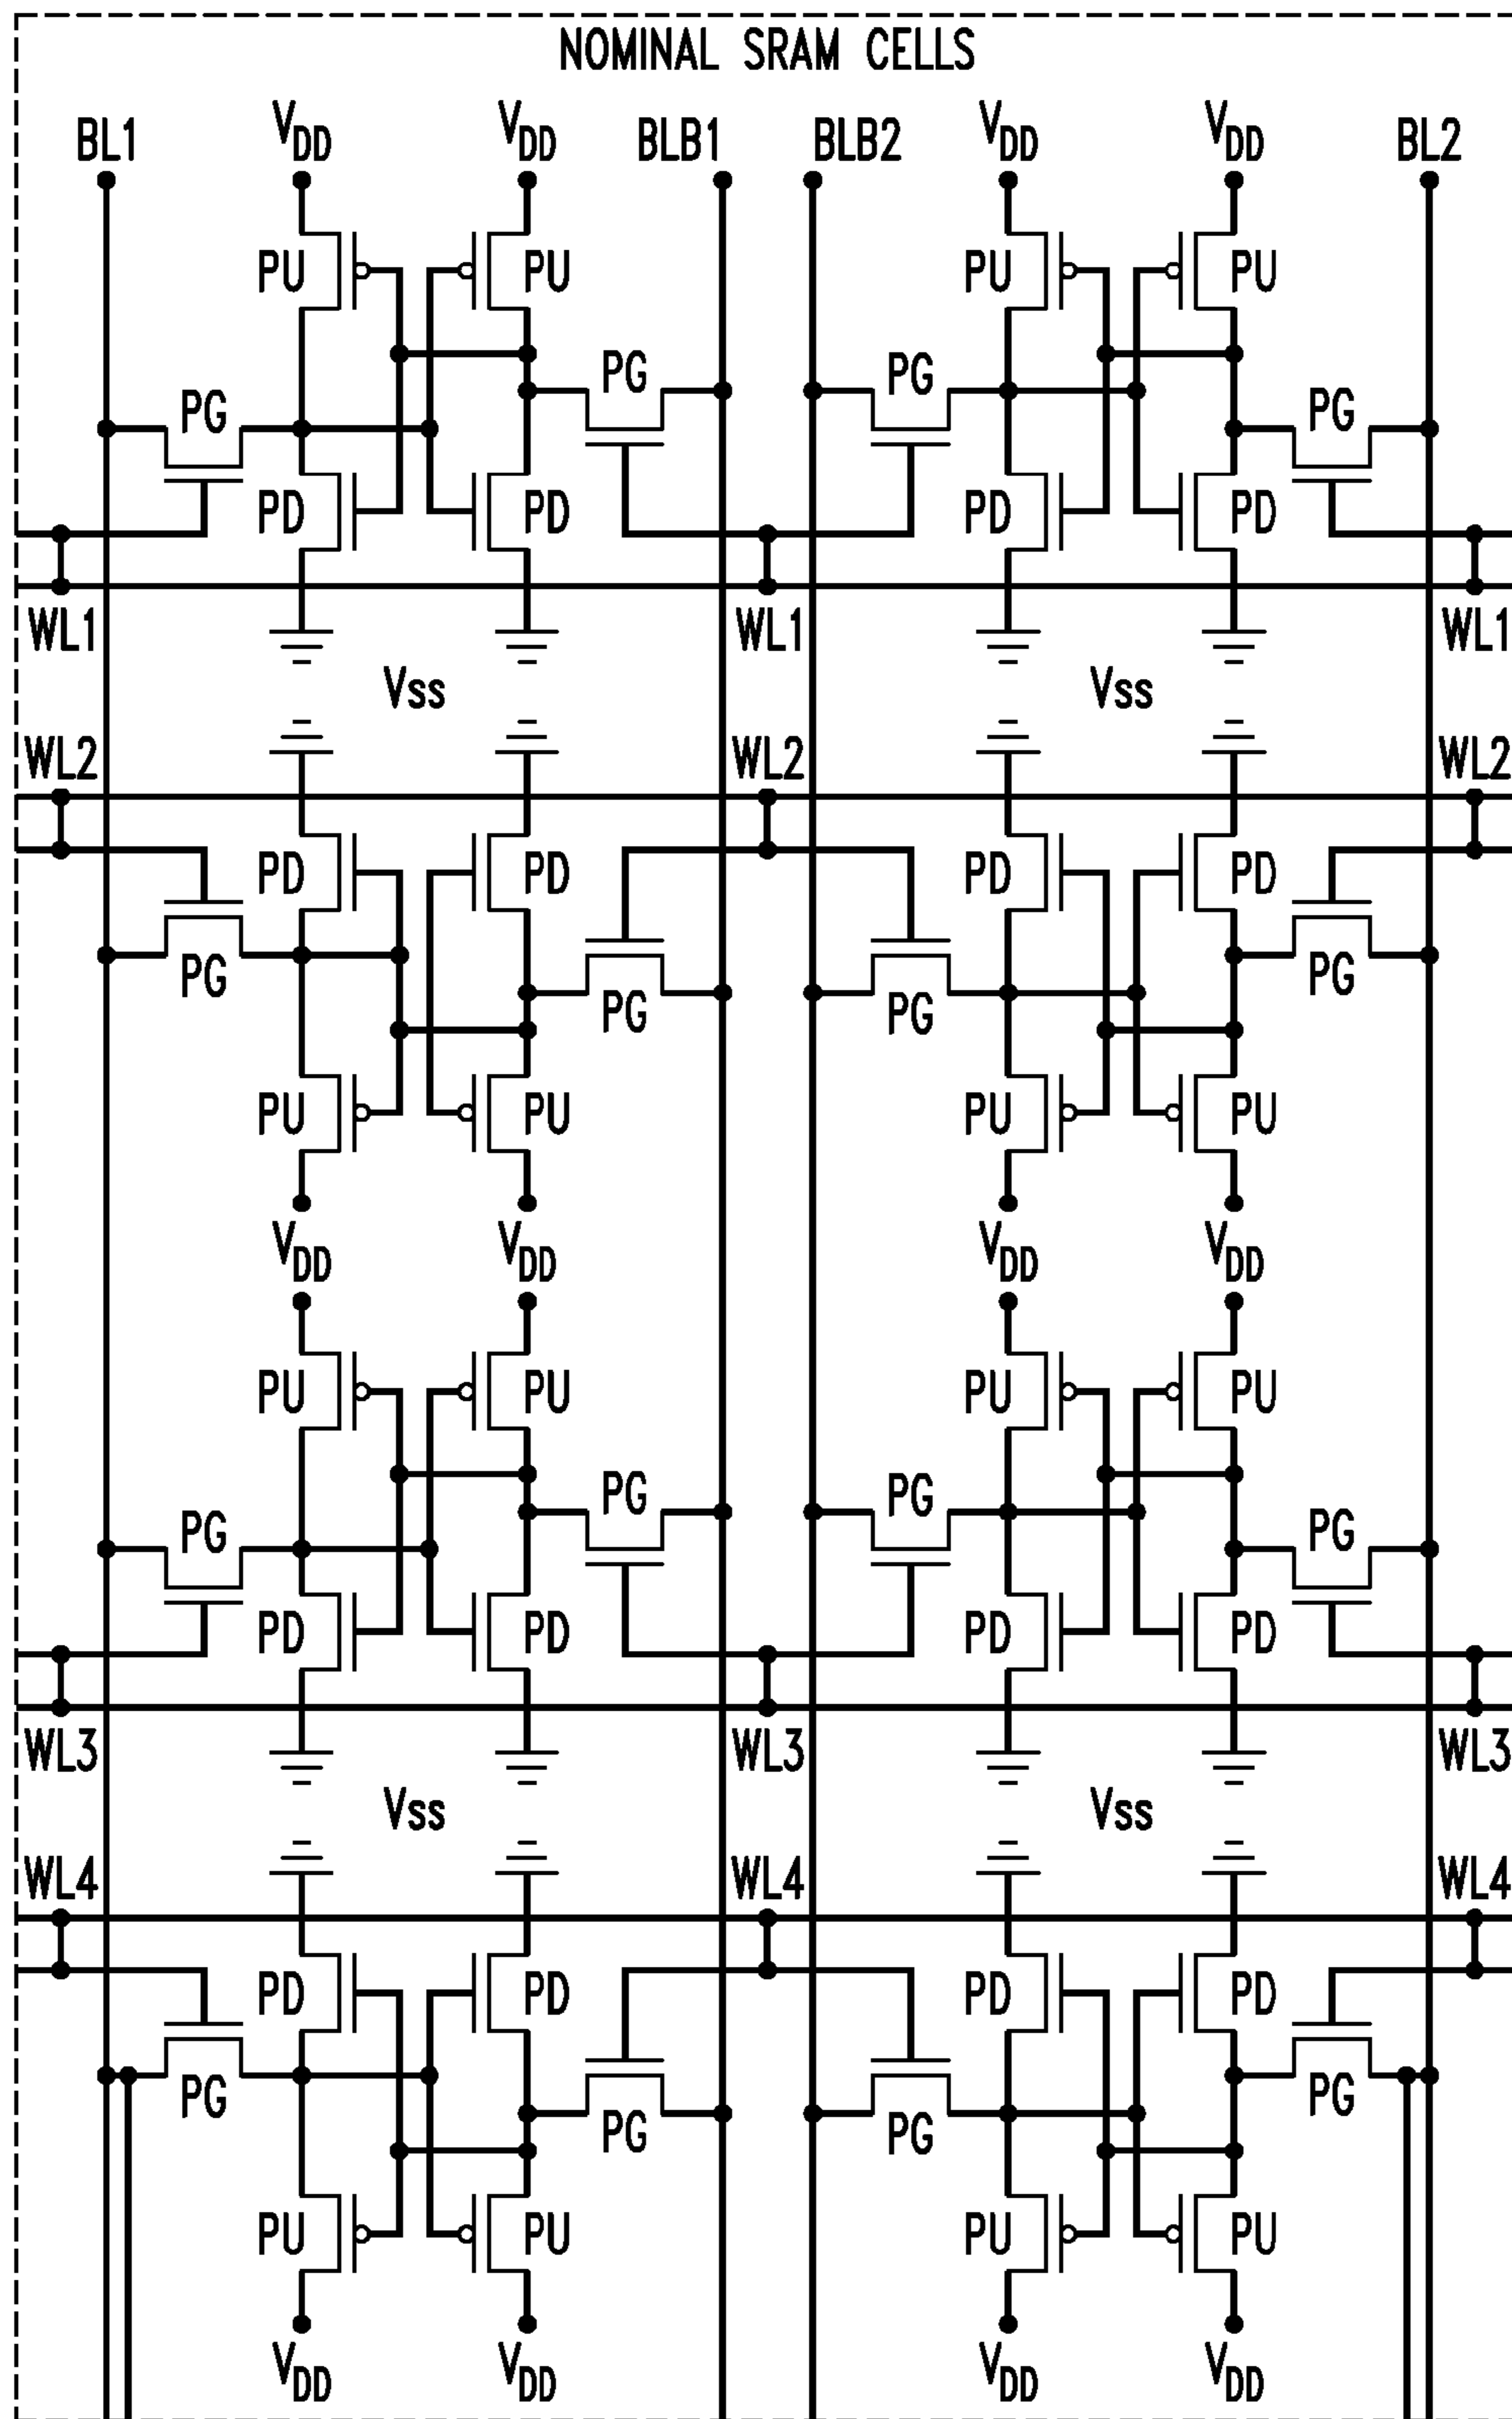 NOMINAL SRAM CELLS
BL1 VDD VDD BLB1 BLB2 VDD VDD BL2
PU PU PU PU
PG PG PG PG
PD PD PD PD
WL1 WL1 WL1
Vss Vss
WL2 WL2 WL2
PD PD PD PD
PG PG PG PG
PU PU PU PU
VDD VDD VDD VDD
PU PU PU PU
PG PG PG PG
PD PD PD PD
WL3 WL3 WL3
Vss Vss
WL4 WL4 WL4
PD PD PD PD
PG PG PG PG
PU PU PU PU
VDD VDD VDD VDD